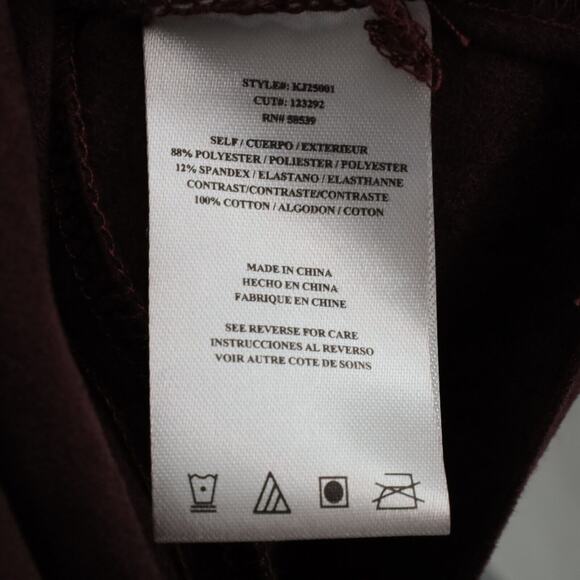 STYLE#: KJ25001
CUT#: 123292
RN# 58539
SELF / CUERPO / EXTERIEUR
88% POLYESTER / POLIESTER / POLYESTER
12% SPANDEX / ELASTANO / ELASTHANNE
CONTRAST/CONTRASTE/CONTRASTE
100% COTTON / ALGODON / COTON
MADE IN CHINA
HECHO EN CHINA
FABRIQUE EN CHINE
SEE REVERSE FOR CARE
INSTRUCCIONES AL REVERSO
VOIR AUTRE COTE DE SOINS